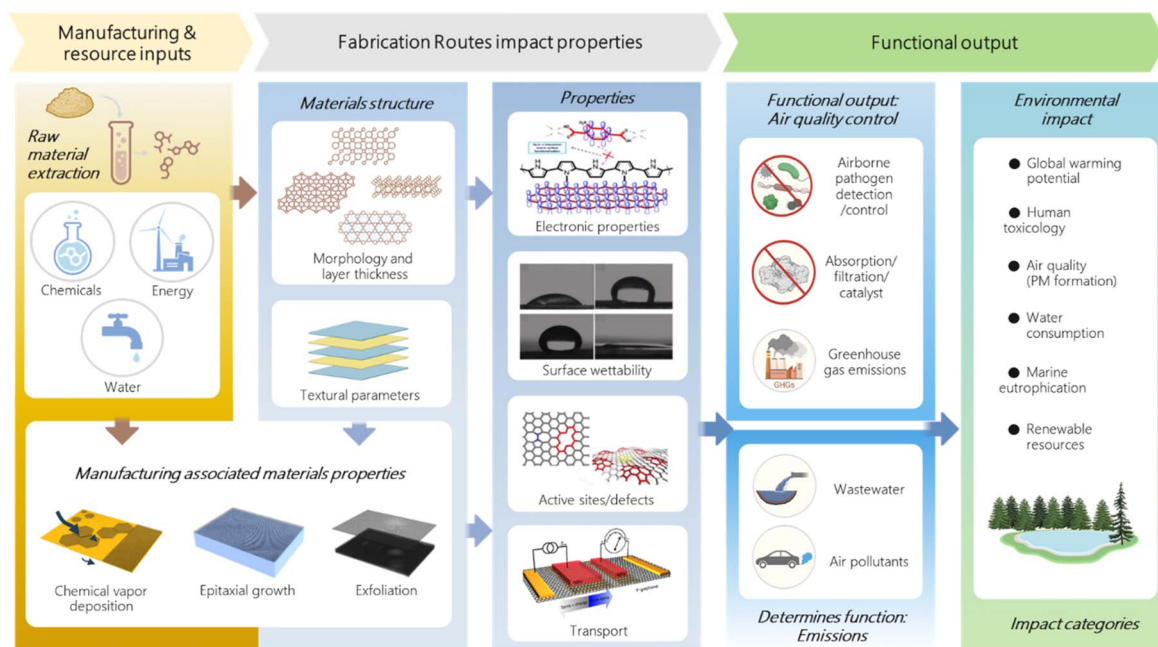 Manufacturing &
resource inputs
Fabrication Routes impact properties
Functional output
Raw
material
extraction
Chemicals
Energy
Water
Materials structure
Morphology and
layer thickness
Textural parameters
Manufacturing associated materials properties
Chemical vapor
deposition
Epitaxial growth
Exfoliation
Properties
Electronic properties
Surface wettability
Active sites/defects
Transport
Functional output:
Air quality control
Airborne
pathogen
detection
/control
Absorption/
filtration/
catalyst
GHGs
Greenhouse
gas emissions
Wastewater
Air pollutants
Determines function:
Emissions
Environmental
impact
● Global warming
potential
● Human
toxicology
● Air quality
(PM formation)
● Water
consumption
● Marine
eutrophication
● Renewable
resources
Impact categories